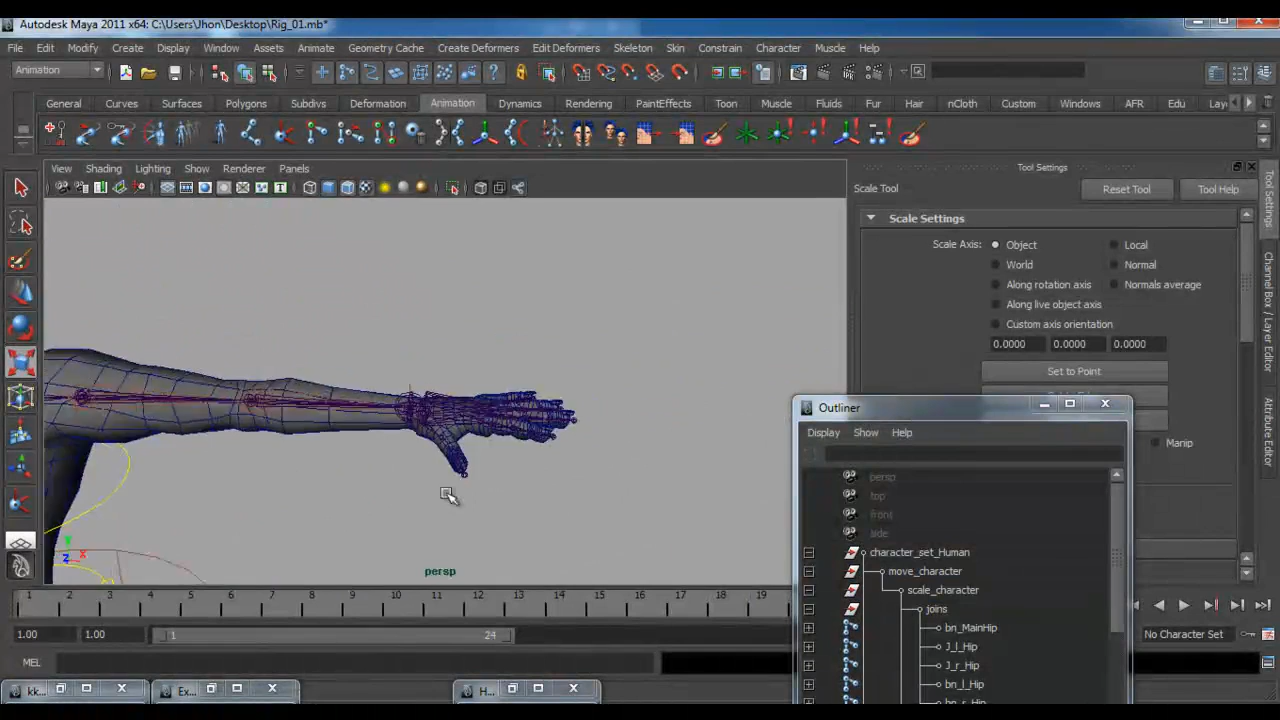 Autodesk Maya 2011 x64: C:\Users\Jhon\Desktop\Rig_01.mb*
File Edit Modify Create Display Window Assets Animate Geometry Cache Create Deformers Edit Deformers Skeleton Skin Constrain Character Muscle Help
Animation
General Curves Surfaces Polygons Subdivs Deformation Animation Dynamics Rendering PaintEffects Toon Muscle Fluids Fur Hair nCloth Custom Windows AFR Edu Lay
View Shading Lighting Show Renderer Panels
Tool Settings
Scale Tool
Reset Tool
Tool Help
Scale Settings
Scale Axis: Object Local
World Normal
Along rotation axis Normals average
Along live object axis
Custom axis orientation
0.0000 0.0000 0.0000
Set to Point
Manip
Tool Settings
Channel Box / Layer Editor
Attribute Editor
Outliner
Display Show Help
persp
top
front
side
character_set_Human
move_character
scale_character
joins
bn_MainHip
J_l_Hip
J_r_Hip
bn_l_Hip
bn_r_Hip
y
z
x
persp
1 2 3 4 5 6 7 8 9 10 11 12 13 14 15 16 17 18 19
1.00 1.00 1 24
No Character Set
MEL
kk...
Ex...
H...